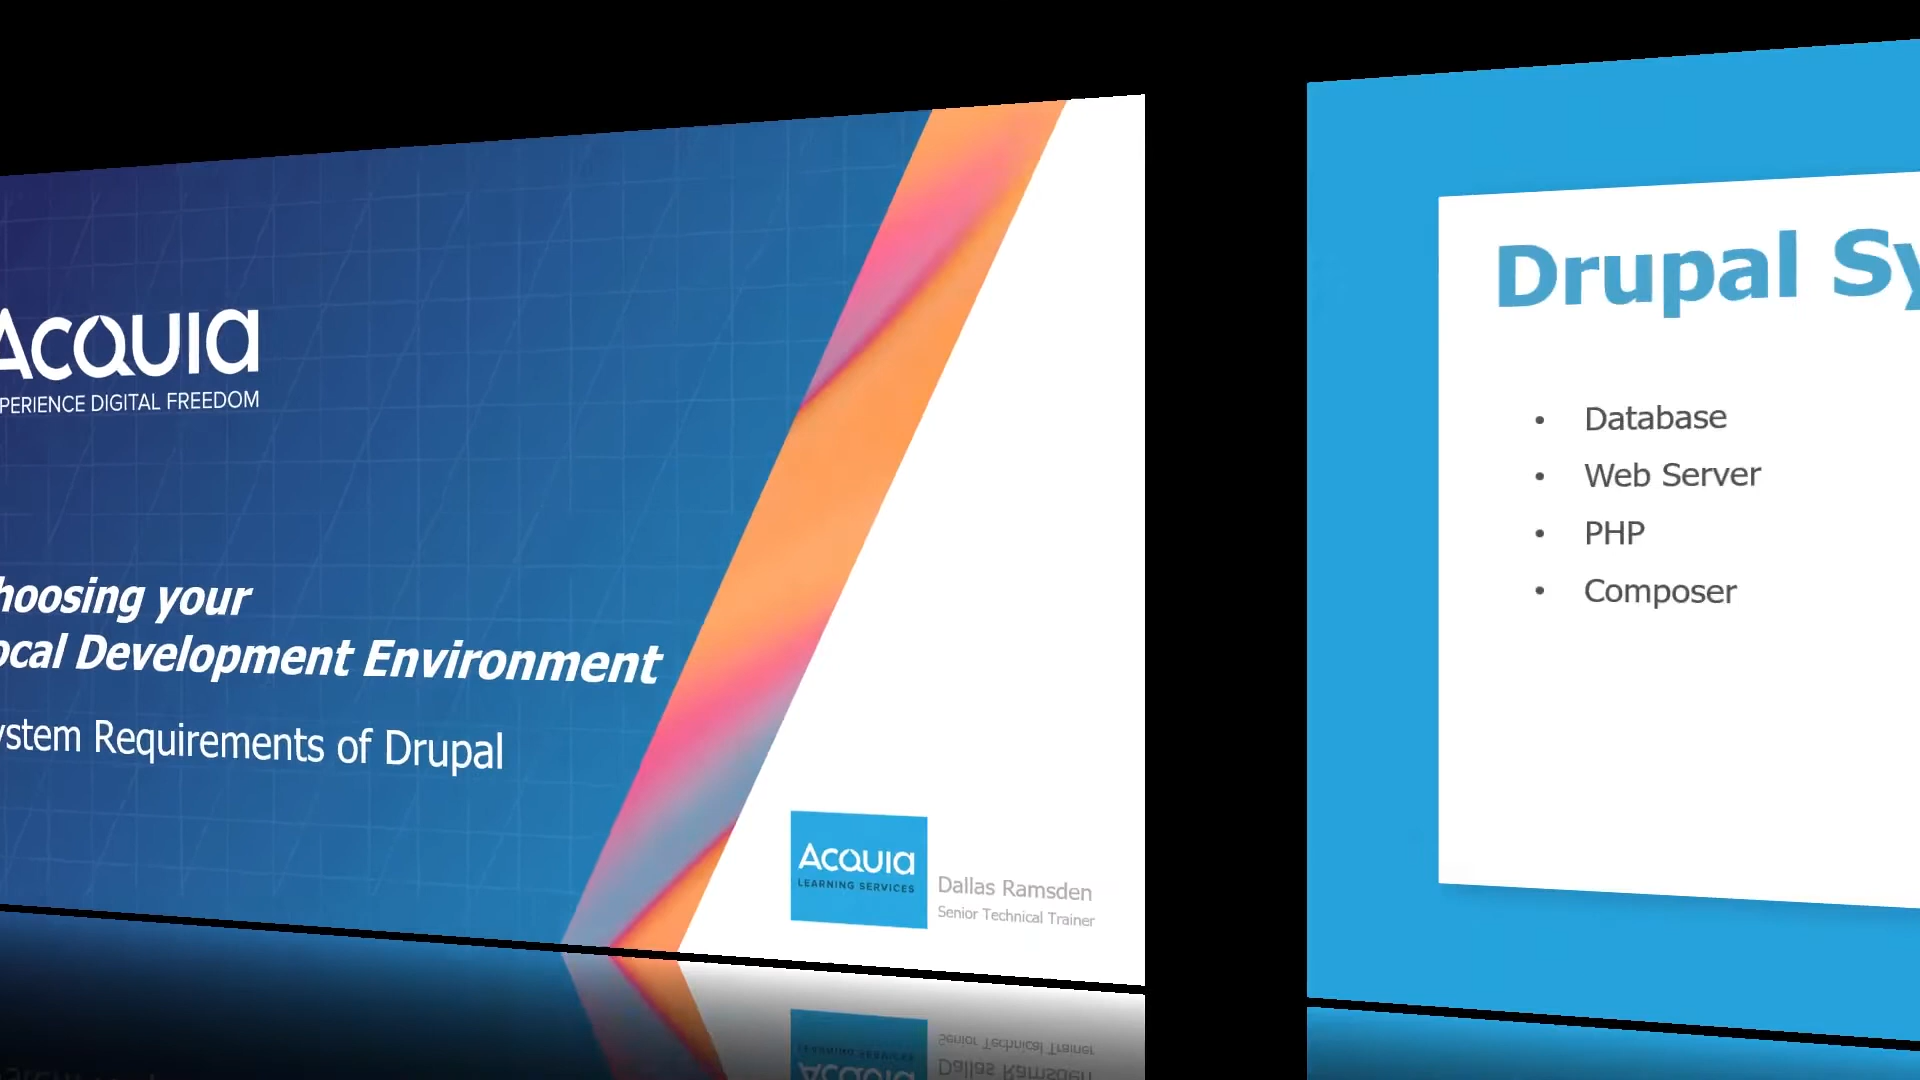 Acquia
PERIENCE DIGITAL FREEDOM
hoosing your
ocal Development Environment
ystem Requirements of Drupal
Acquia
LEARNING SERVICES
Dallas Ramsden
Senior Technical Trainer
Drupal Sy
• Database
• Web Server
• PHP
• Composer